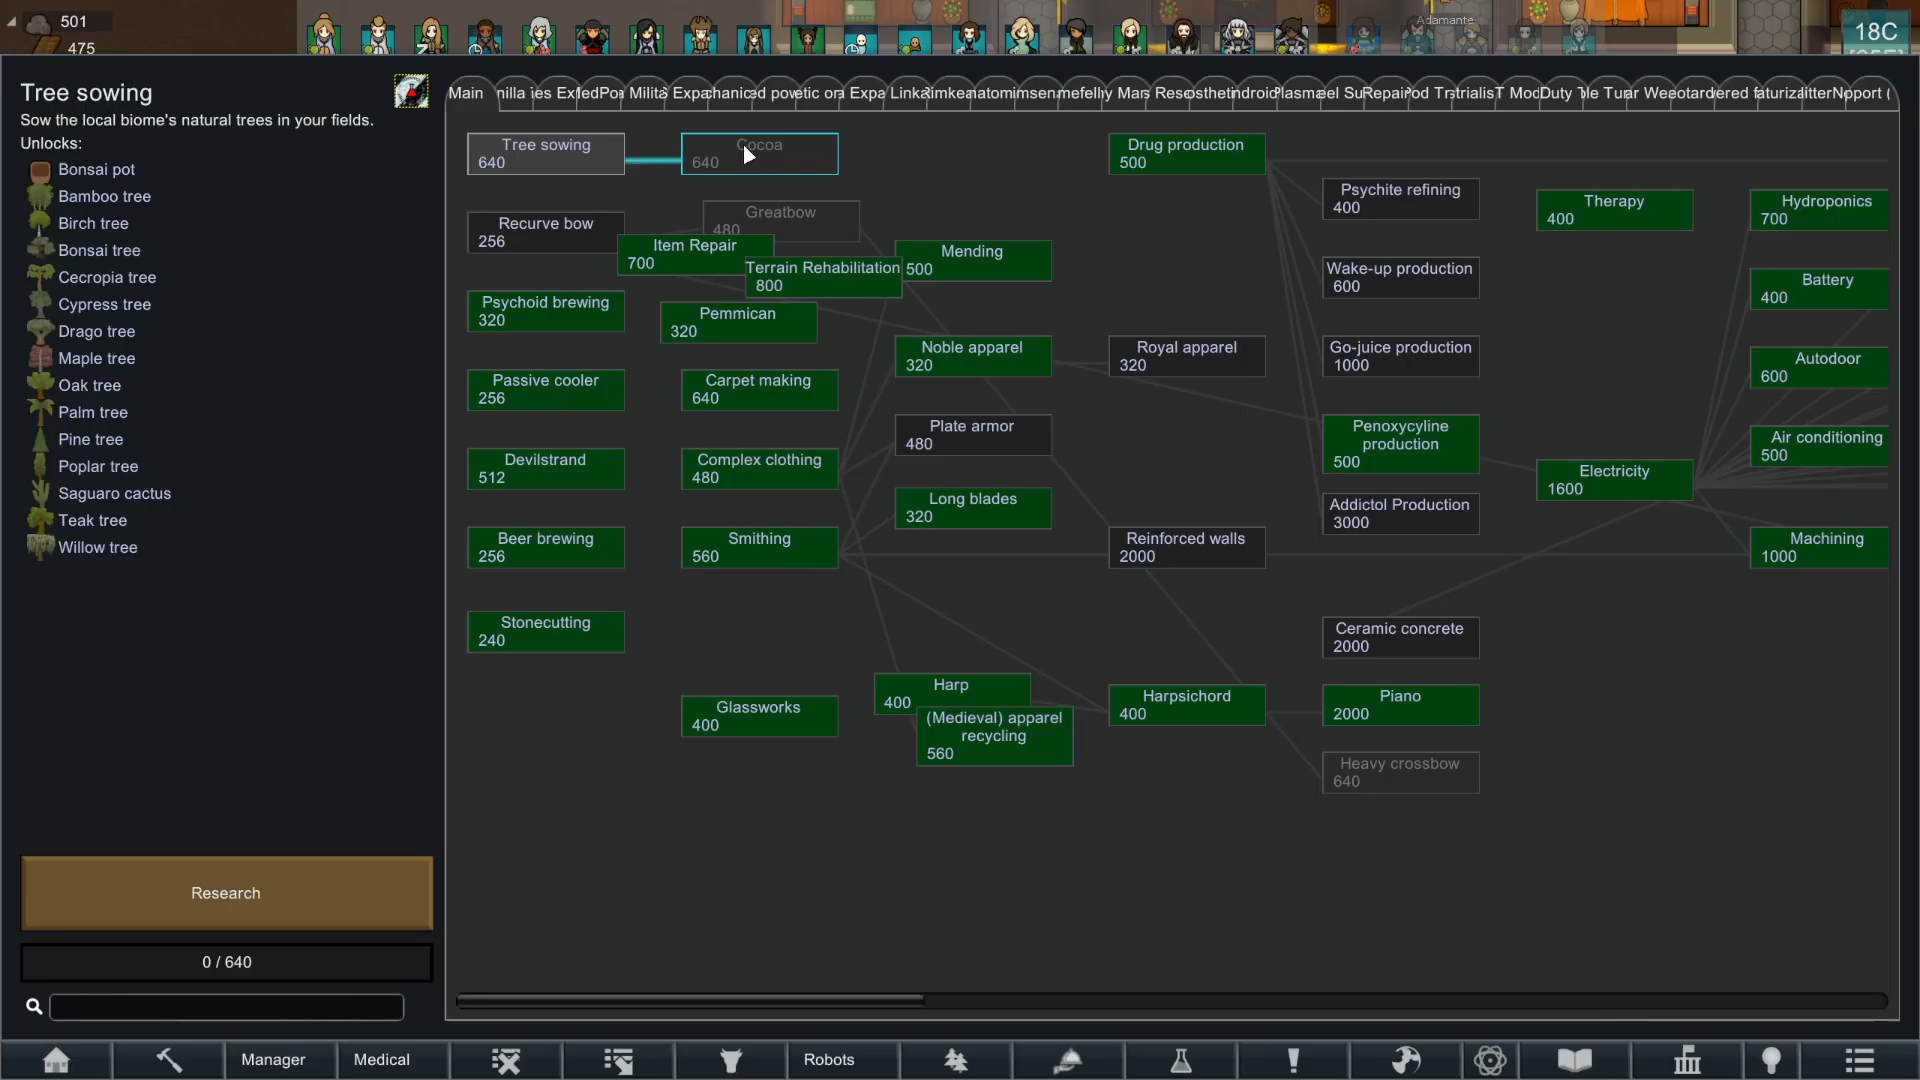 501
475
Adamante
18C
Tree sowing
Sow the local biome's natural trees in your fields.
Unlocks:
Bonsai pot
Bamboo tree
Birch tree
Bonsai tree
Cecropia tree
Cypress tree
Drago tree
Maple tree
Oak tree
Palm tree
Pine tree
Poplar tree
Saguaro cactus
Teak tree
Willow tree
Research
0 / 640
Main
Tree sowing
640
Cocoa
640
Drug production
500
Psychite refining
400
Therapy
400
Hydroponics
700
Recurve bow
256
Greatbow
480
Item Repair
700
Terrain Rehabilitation
800
Mending
500
Wake-up production
600
Battery
400
Psychoid brewing
320
Pemmican
320
Noble apparel
320
Royal apparel
320
Go-juice production
1000
Autodoor
600
Passive cooler
256
Carpet making
640
Plate armor
480
Penoxycyline
production
500
Air conditioning
500
Devilstrand
512
Complex clothing
480
Long blades
320
Addictol Production
3000
Electricity
1600
Beer brewing
256
Smithing
560
Reinforced walls
2000
Machining
1000
Stonecutting
240
Ceramic concrete
2000
Glassworks
400
Harp
400
(Medieval) apparel
recycling
560
Harpsichord
400
Piano
2000
Heavy crossbow
640
Manager
Medical
Robots